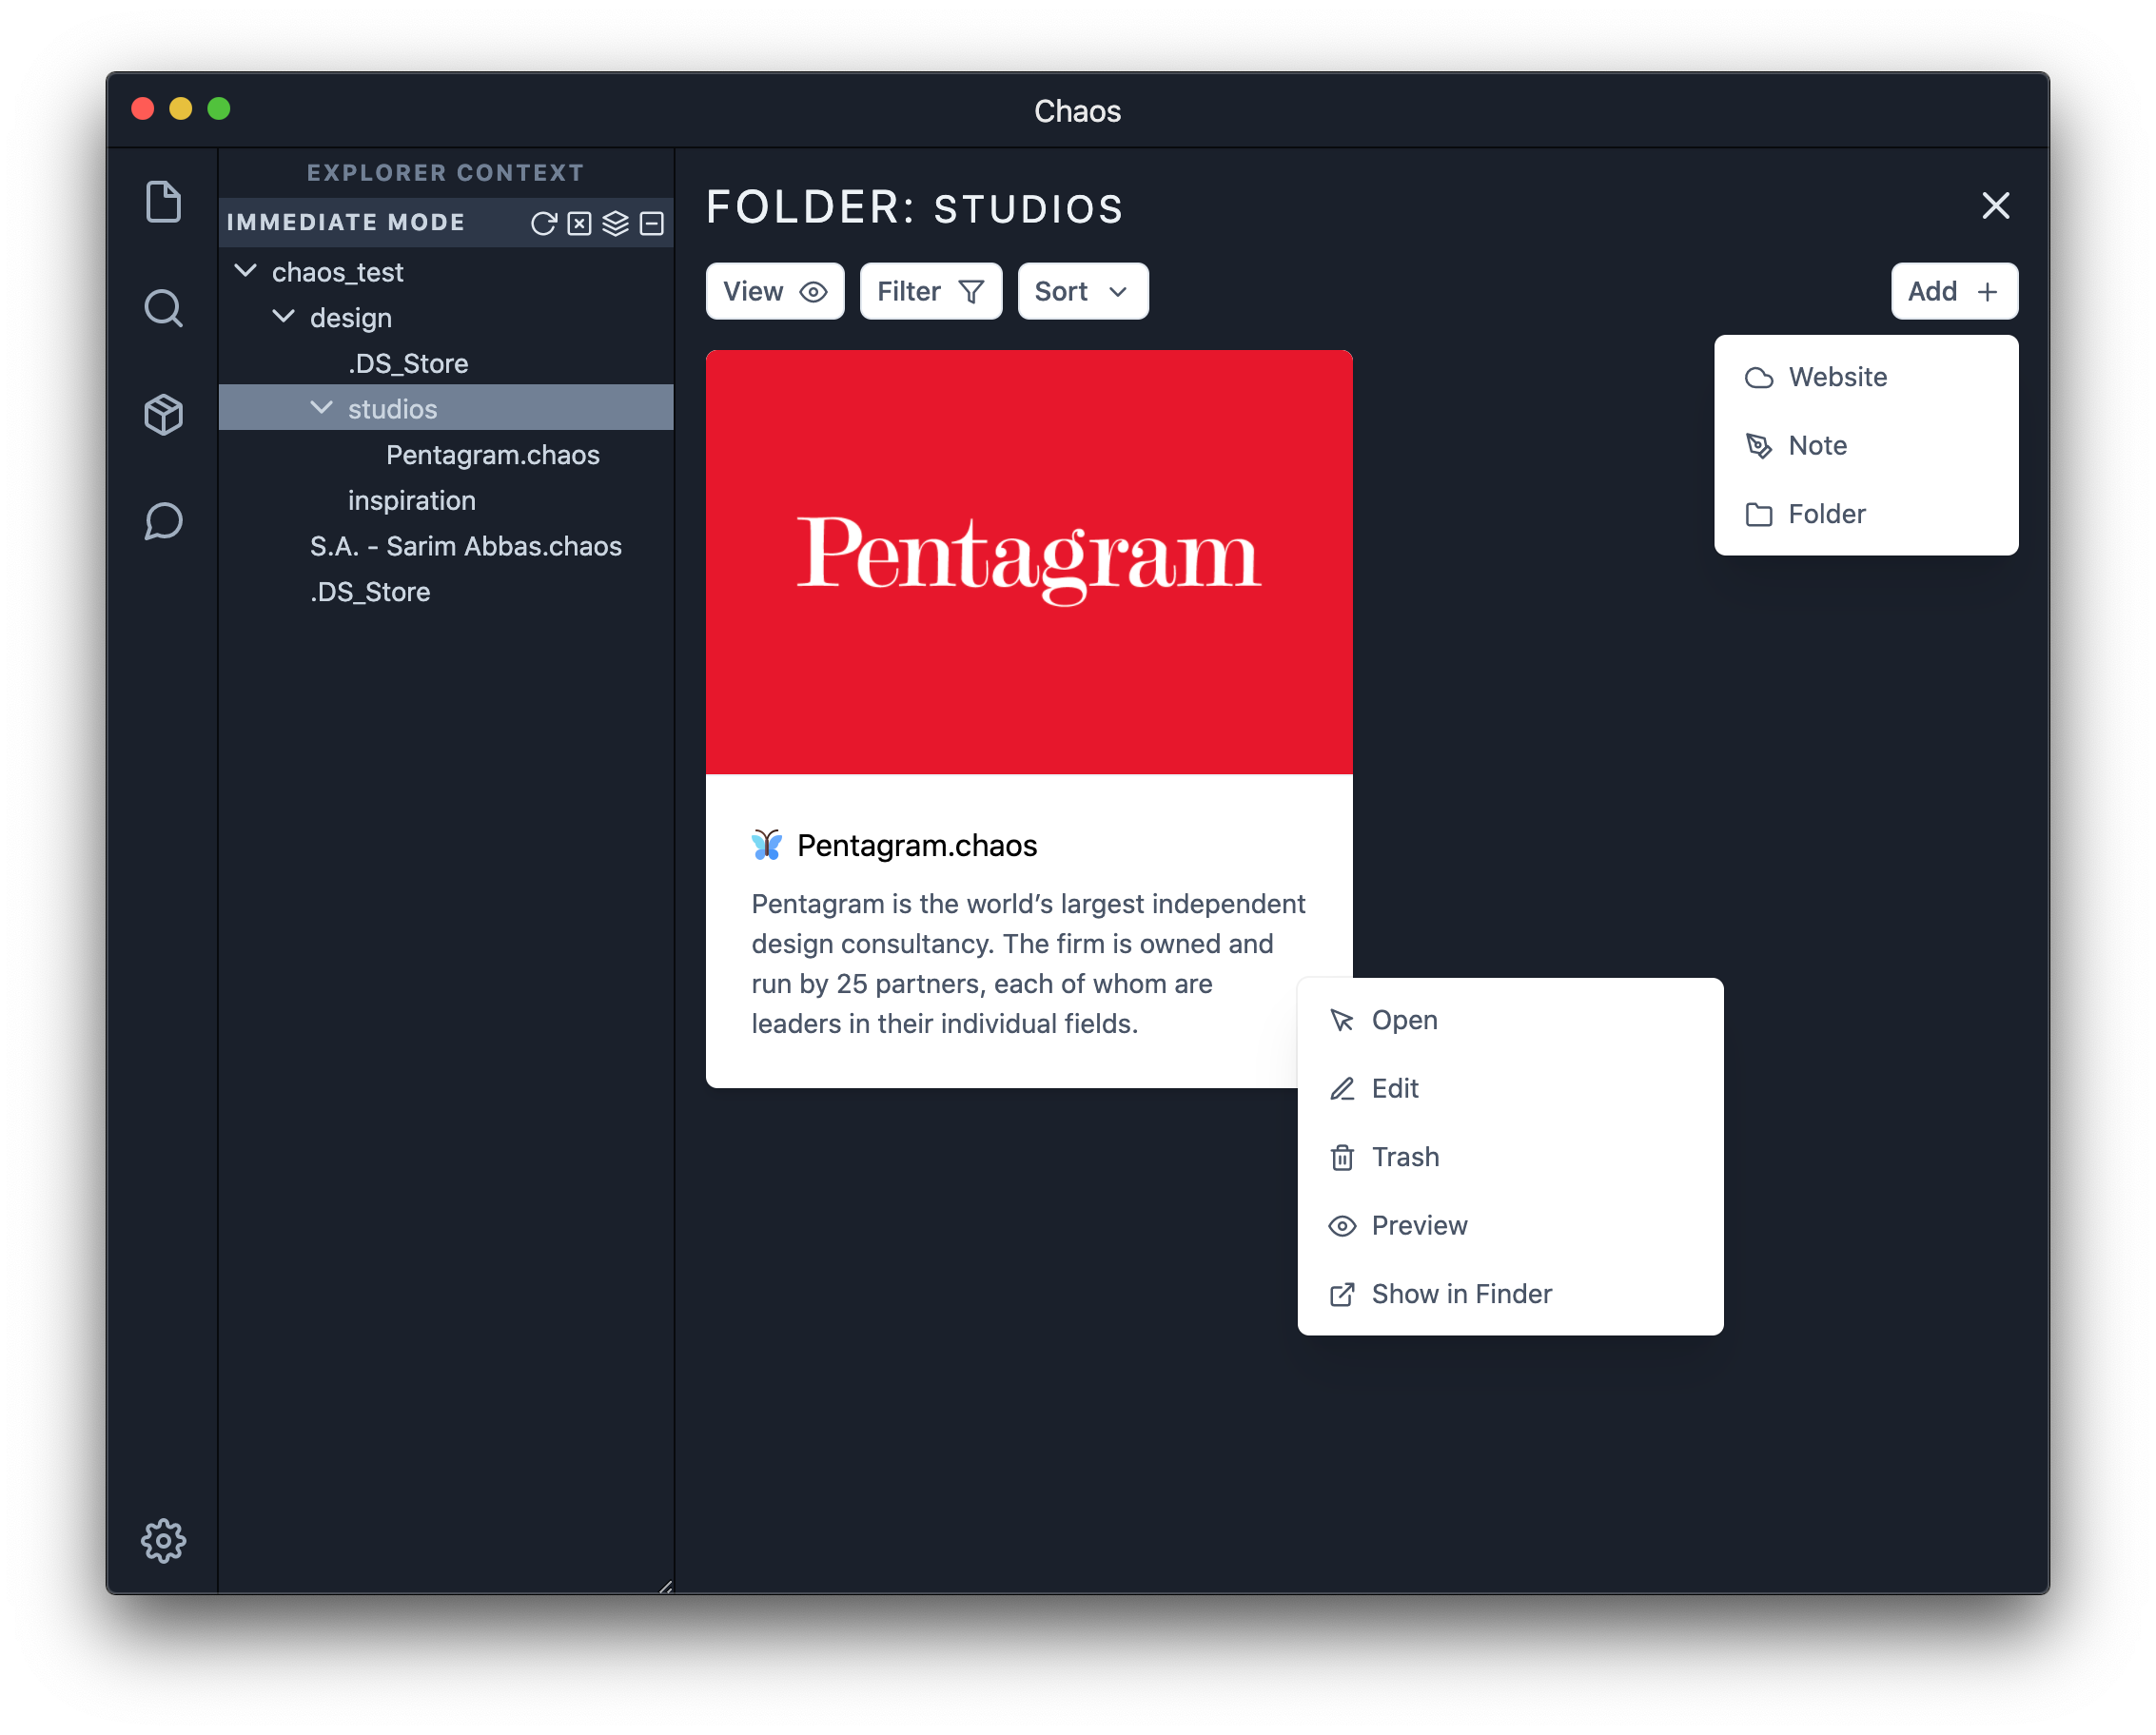 Chaos
EXPLORER CONTEXT
IMMEDIATE MODE
chaos_test
design
.DS_Store
studios
Pentagram.chaos
inspiration
S.A. - Sarim Abbas.chaos
.DS_Store
FOLDER: STUDIOS
View
Filter
Sort
Add
Website
Note
Folder
Pentagram
Pentagram.chaos
Pentagram is the world’s largest independent
design consultancy. The firm is owned and
run by 25 partners, each of whom are
leaders in their individual fields.
Open
Edit
Trash
Preview
Show in Finder